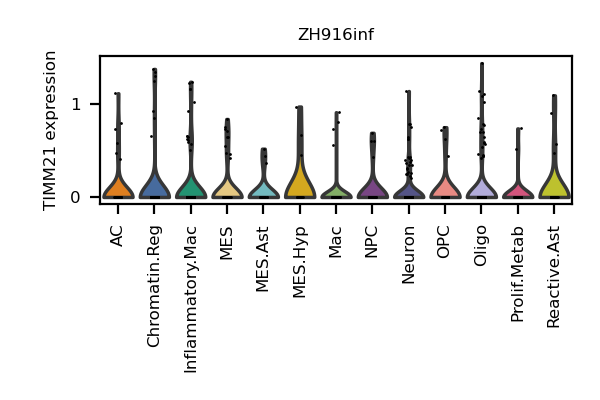 ZH916inf
TIMM21 expression
1
0
AC
Chromatin.Reg
Inflammatory.Mac
MES
MES.Ast
MES.Hyp
Mac
NPC
Neuron
OPC
Oligo
Prolif.Metab
Reactive.Ast